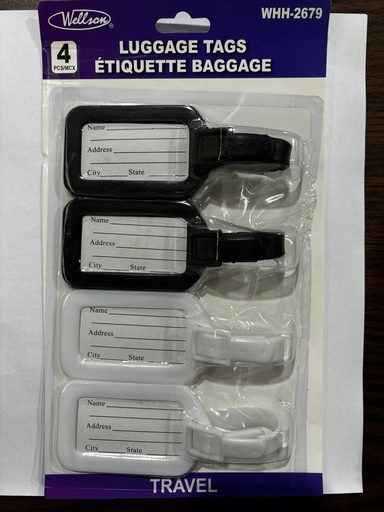 Wellson
WHH-2679
4
PCS/MCX
LUGGAGE TAGS
ÉTIQUETTE BAGGAGE
Name
Address
City State
Name
Address
City State
Name
Address
City State
Name
Address
City State
TRAVEL